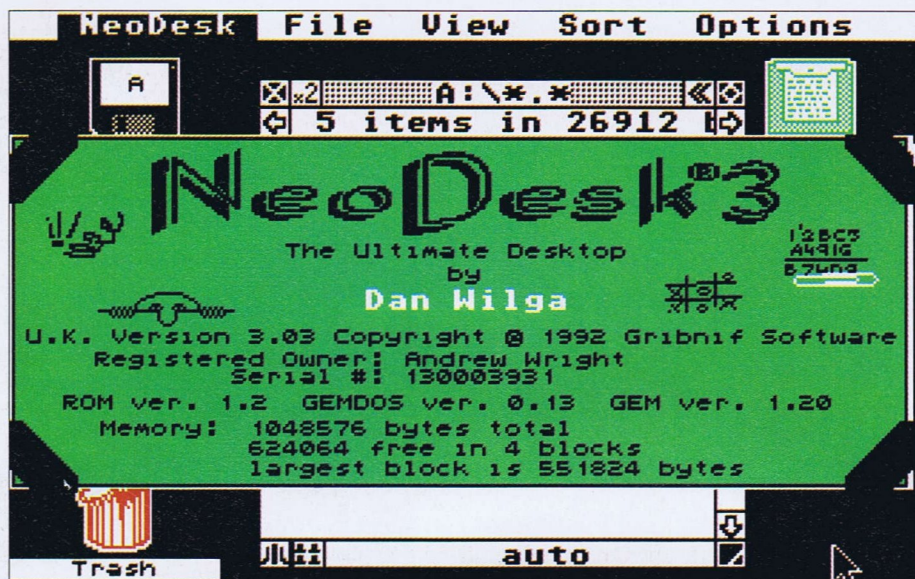 NeoDesk File View Sort Options
A
x2 A:\*.*
5 items in 26912 b
NeoDesk®3
The Ultimate Desktop
by
Dan Wilga
U.K. Version 3.03 Copyright © 1992 Gribnif Software
Registered Owner: Andrew Wright
Serial #: 130003931
ROM ver. 1.2 GEMDOS ver. 0.13 GEM ver. 1.20
Memory: 1048576 bytes total
624064 free in 4 blocks
largest block is 551824 bytes
auto
Trash